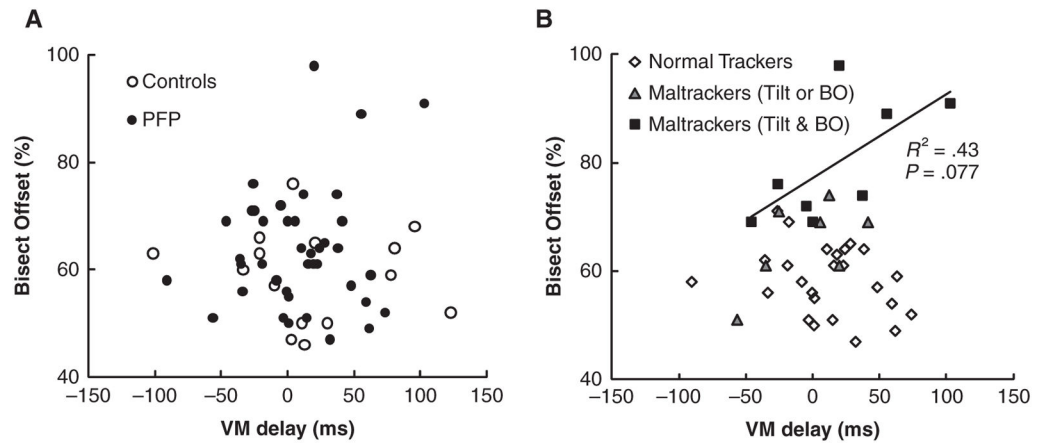 A
B
100
80
60
40
Bisect Offset (%)
Controls
PFP
−150
−100
−50
0
50
100
150
VM delay (ms)
100
80
60
40
Bisect Offset (%)
Normal Trackers
Maltrackers (Tilt or BO)
Maltrackers (Tilt & BO)
R² = .43
P = .077
−150
−100
−50
0
50
100
150
VM delay (ms)